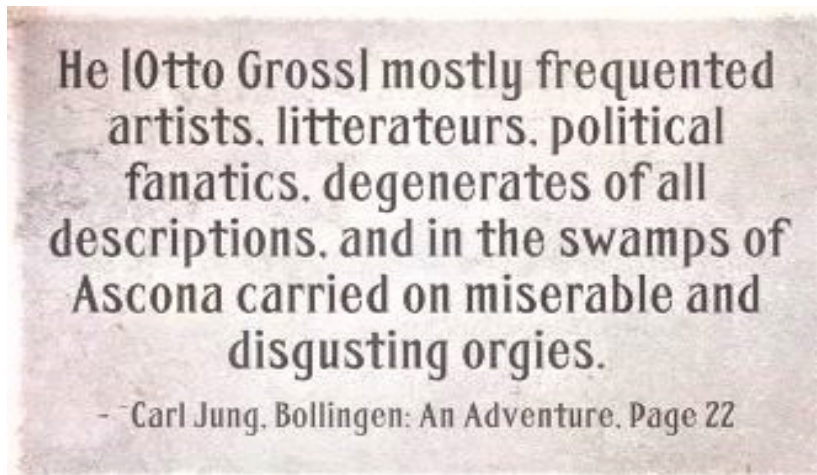 He [Otto Gross] mostly frequented
artists, litterateurs, political
fanatics, degenerates of all
descriptions, and in the swamps of
Ascona carried on miserable and
disgusting orgies.
- ~Carl Jung, Bollingen: An Adventure, Page 22